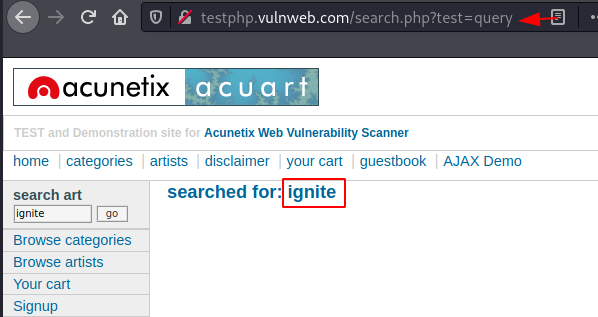 testphp.vulnweb.com/search.php?test=query
acunetix acuart
TEST and Demonstration site for Acunetix Web Vulnerability Scanner
home | categories | artists | disclaimer | your cart | guestbook | AJAX Demo
search art
ignite go
Browse categories
Browse artists
Your cart
Signup
searched for: ignite